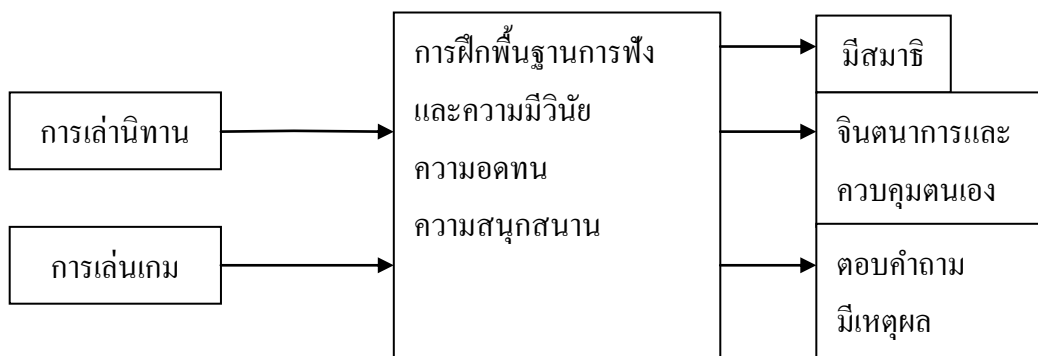 การเล่านิทาน
การเล่นเกม
การฝึกพื้นฐานการฟัง
และความมีวินัย
ความอดทน
ความสนุกสนาน
มีสมาธิ
จินตนาการและ
ควบคุมตนเอง
ตอบคำถาม
มีเหตุผล